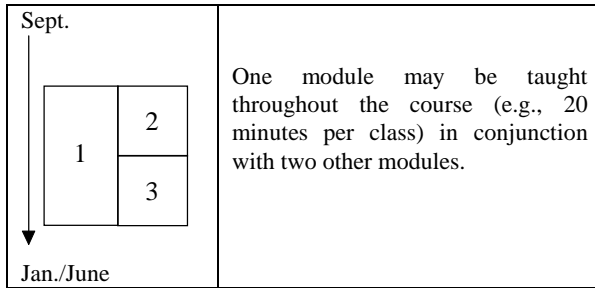 Sept.
1
2
3
Jan./June
One module may be taught
throughout the course (e.g., 20
minutes per class) in conjunction
with two other modules.